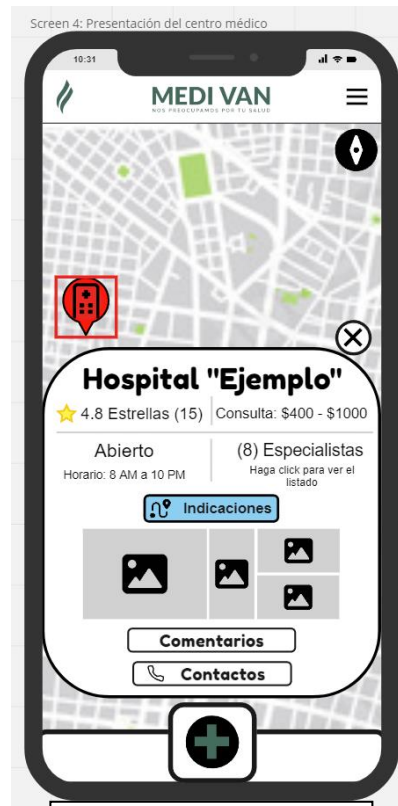 Screen 4: Presentación del centro médico
10:31
MEDI VAN
NOS PREOCUPAMOS POR TU SALUD
Hospital "Ejemplo"
4.8 Estrellas (15)
Consulta: $400 - $1000
Abierto
Horario: 8 AM a 10 PM
(8) Especialistas
Haga click para ver el
listado
Indicaciones
Comentarios
Contactos